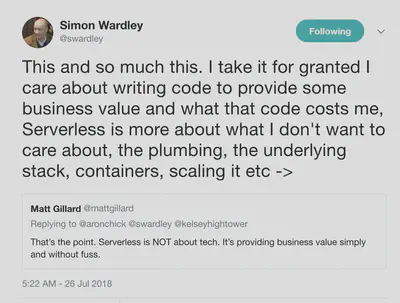 Simon Wardley
@swardley
Following
This and so much this. I take it for granted I
care about writing code to provide some
business value and what that code costs me,
Serverless is more about what I don't want to
care about, the plumbing, the underlying
stack, containers, scaling it etc ->
Matt Gillard @mattgillard
Replying to @aronchick @swardley @kelseyhightower
That's the point. Serverless is NOT about tech. It's providing business value simply
and without fuss.
5:22 AM - 26 Jul 2018